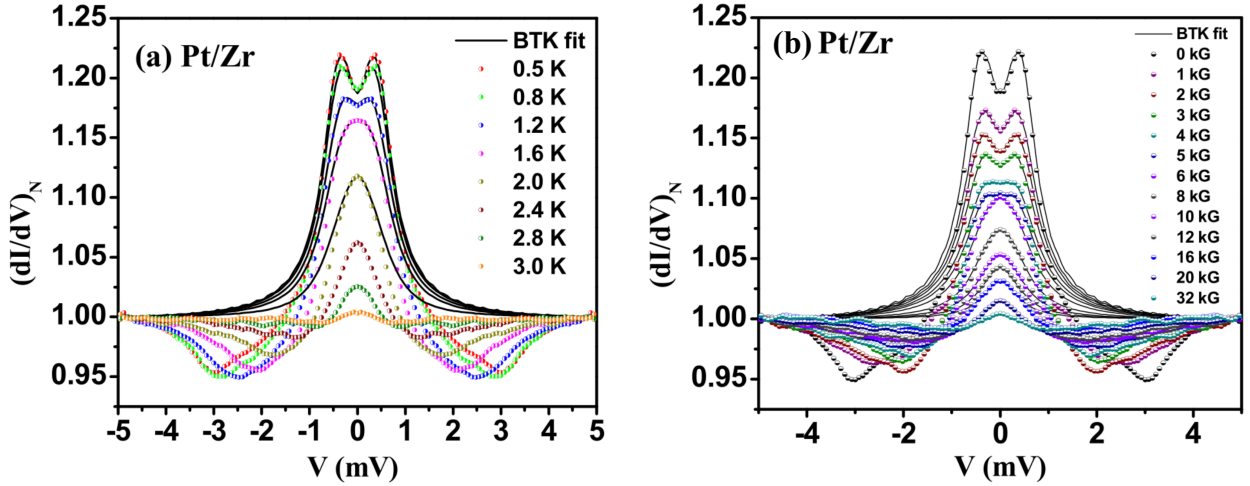 (a) Pt/Zr
BTK fit
0.5 K
0.8 K
1.2 K
1.6 K
2.0 K
2.4 K
2.8 K
3.0 K
1.25
1.20
1.15
1.10
1.05
1.00
0.95
(dI/dV)N
-5 -4 -3 -2 -1 0 1 2 3 4 5
V (mV)
(b) Pt/Zr
BTK fit
0 kG
1 kG
2 kG
3 kG
4 kG
5 kG
6 kG
8 kG
10 kG
12 kG
16 kG
20 kG
32 kG
1.25
1.20
1.15
1.10
1.05
1.00
0.95
(dI/dV)N
-4 -2 0 2 4
V (mV)